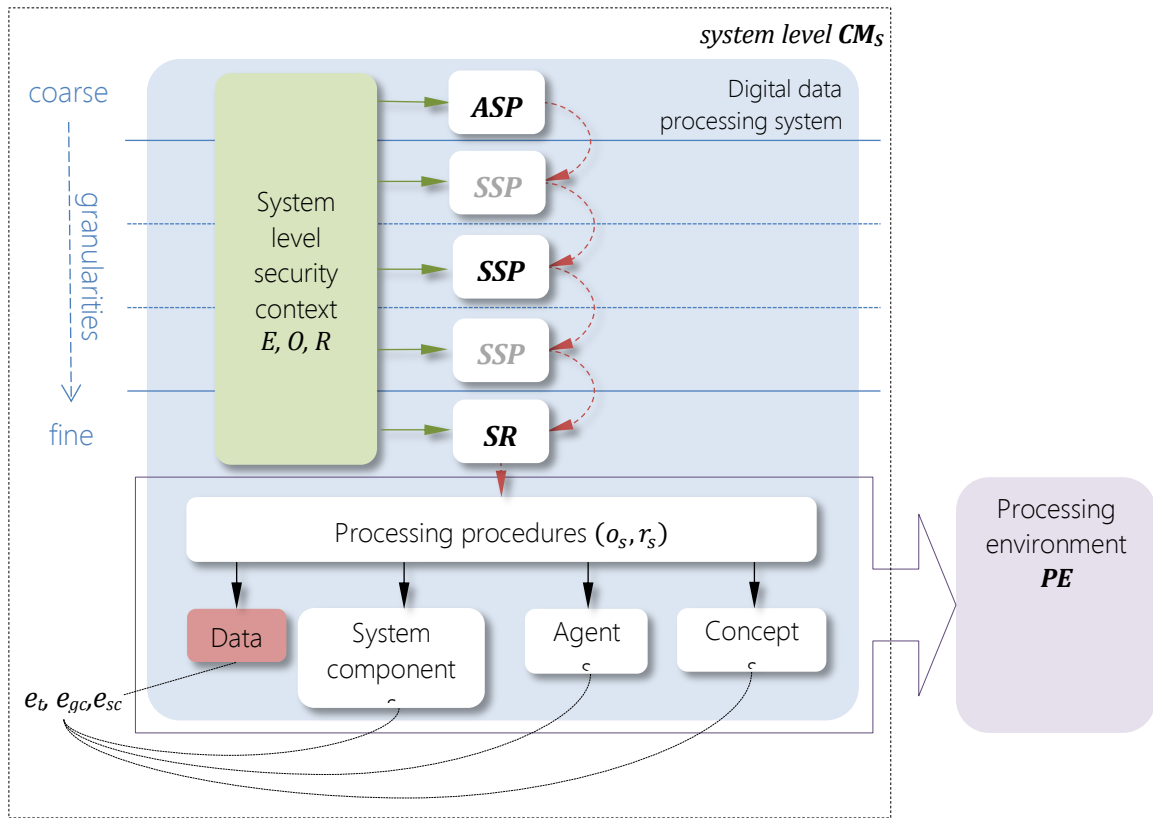 system level CMS
coarse
granularities
fine
Digital data
processing system
System
level
security
context
E, O, R
ASP
SSP
SSP
SSP
SR
Processing procedures (os, rs)
Data
System
component
s
Agent
s
Concept
s
et, egc,esc
Processing
environment
PE